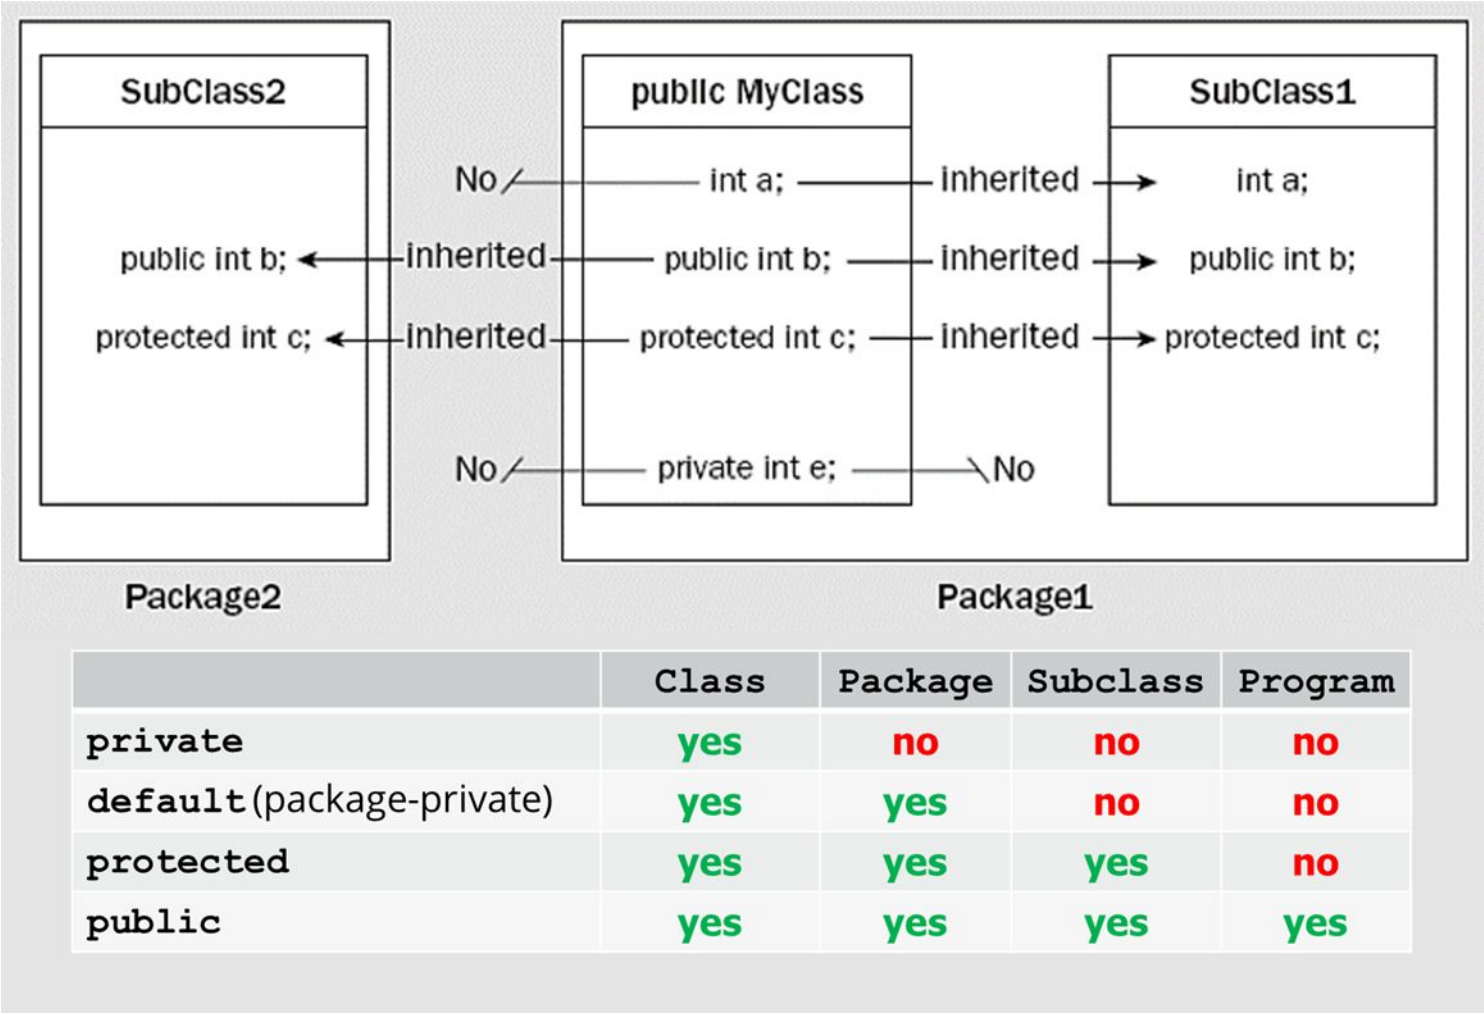 SubClass2 public MyClass SubClass1
No int a; inherited int a;
public int b; inherited public int b; inherited public int b;
protected int c; inherited protected int c; inherited protected int c;
No private int e; No
Package2 Package1
Class Package Subclass Program
private yes no no no
default(package-private) yes yes no no
protected yes yes yes no
public yes yes yes yes